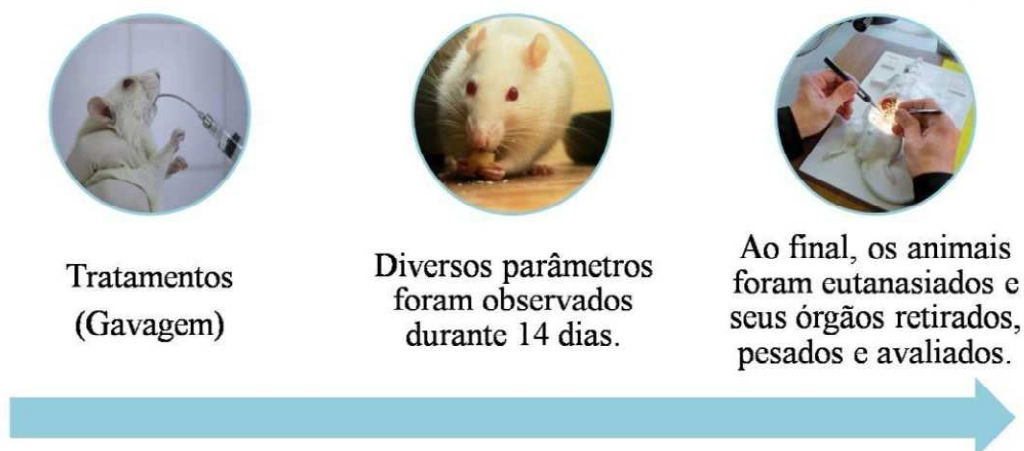 Tratamentos
(Gavagem)
Diversos parâmetros
foram observados
durante 14 dias.
Ao final, os animais
foram eutanasiados e
seus órgãos retirados,
pesados e avaliados.